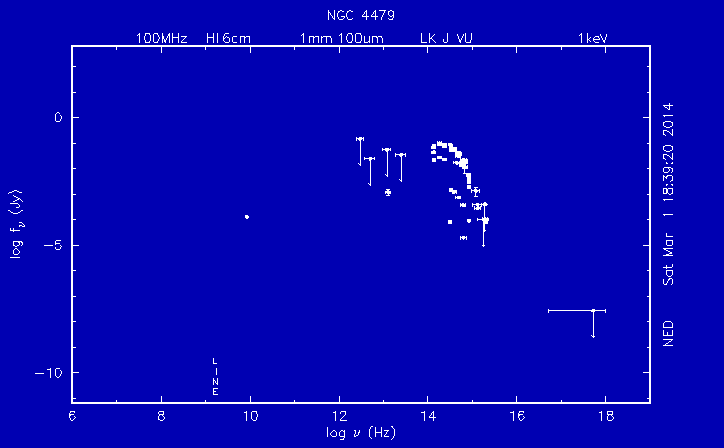 NGC 4479
100MHz HI 6cm 1mm 100um LK J VU 1keV
0
−5
−10
log fν (Jy)
L
I
N
E
6 8 10 12 14 16 18
log ν (Hz)
NED Sat Mar 1 18:39:20 2014